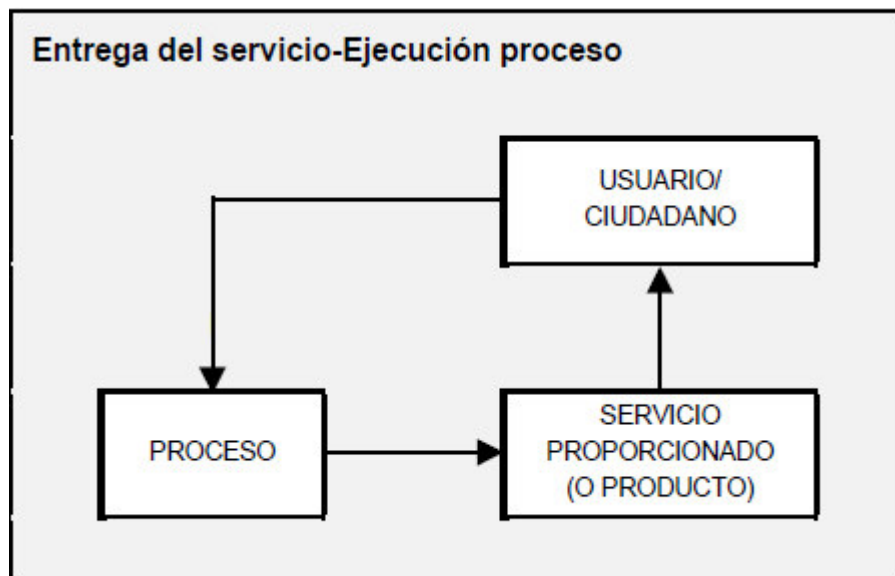 Entrega del servicio-Ejecución proceso
USUARIO/
CIUDADANO
PROCESO
SERVICIO
PROPORCIONADO
(O PRODUCTO)